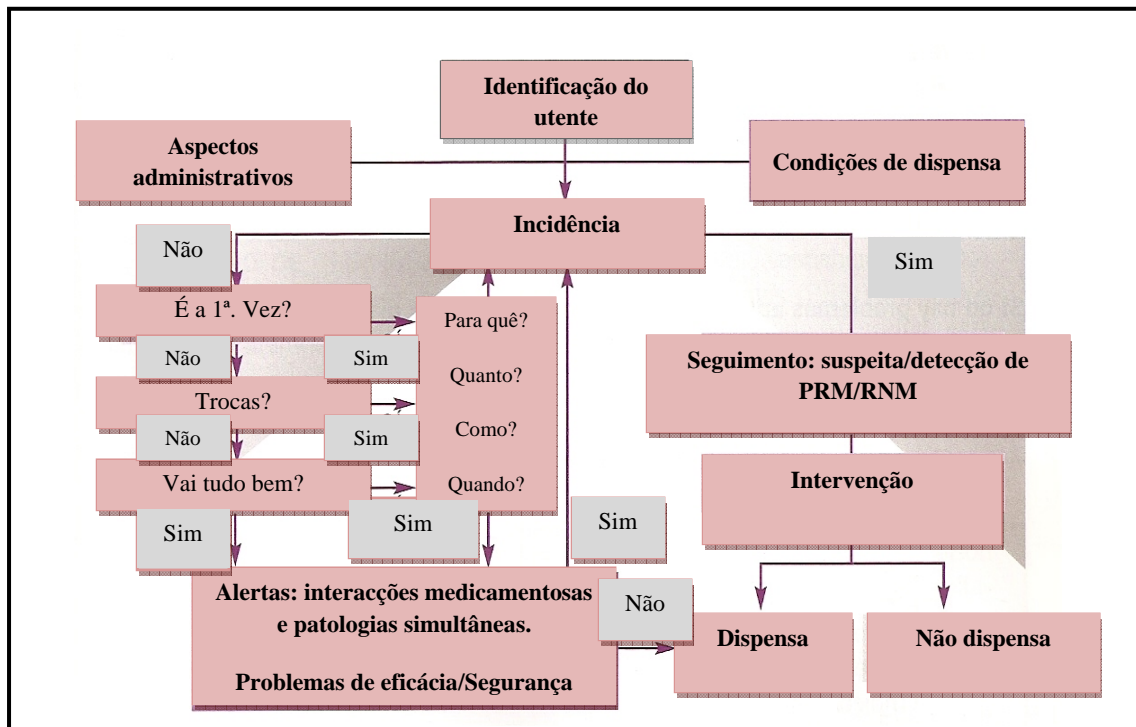 Identificação do
utente
Aspectos
administrativos
Condições de dispensa
Incidência
Não
Sim
É a 1ª. Vez?
Para quê?
Não
Sim
Quanto?
Seguimento: suspeita/detecção de
PRM/RNM
Trocas?
Como?
Não
Sim
Vai tudo bem?
Quando?
Intervenção
Sim
Sim
Sim
Alertas: interacções medicamentosas
e patologias simultâneas.
Problemas de eficácia/Segurança
Não
Dispensa
Não dispensa